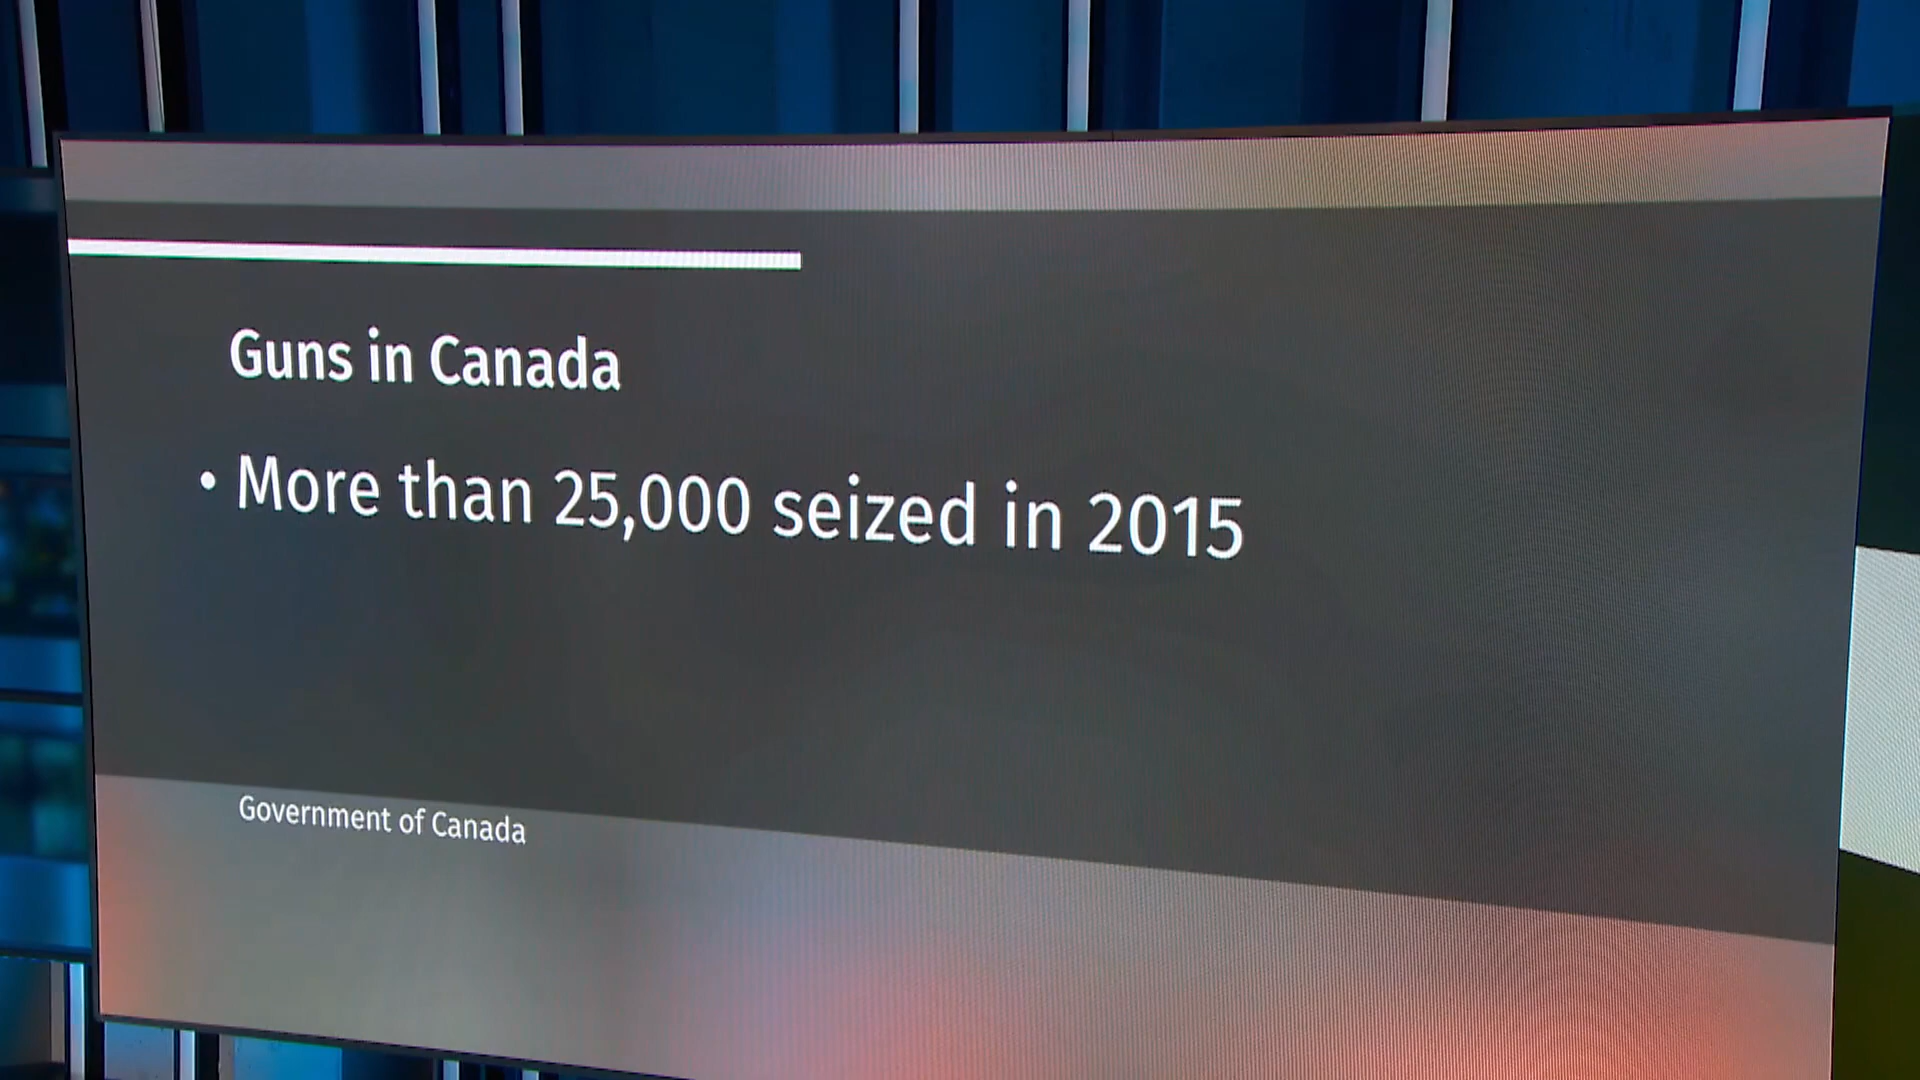 Guns in Canada
• More than 25,000 seized in 2015
Government of Canada